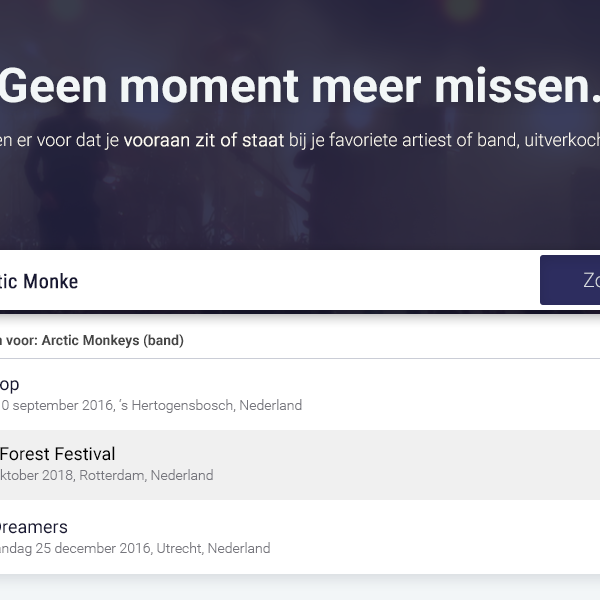 Geen moment meer missen.
en er voor dat je vooraan zit of staat bij je favoriete artiest of band, uitverkoch
tic Monke
Zo
n voor: Arctic Monkeys (band)
op
0 september 2016, 's Hertogensbosch, Nederland
Forest Festival
ktober 2018, Rotterdam, Nederland
Dreamers
andag 25 december 2016, Utrecht, Nederland